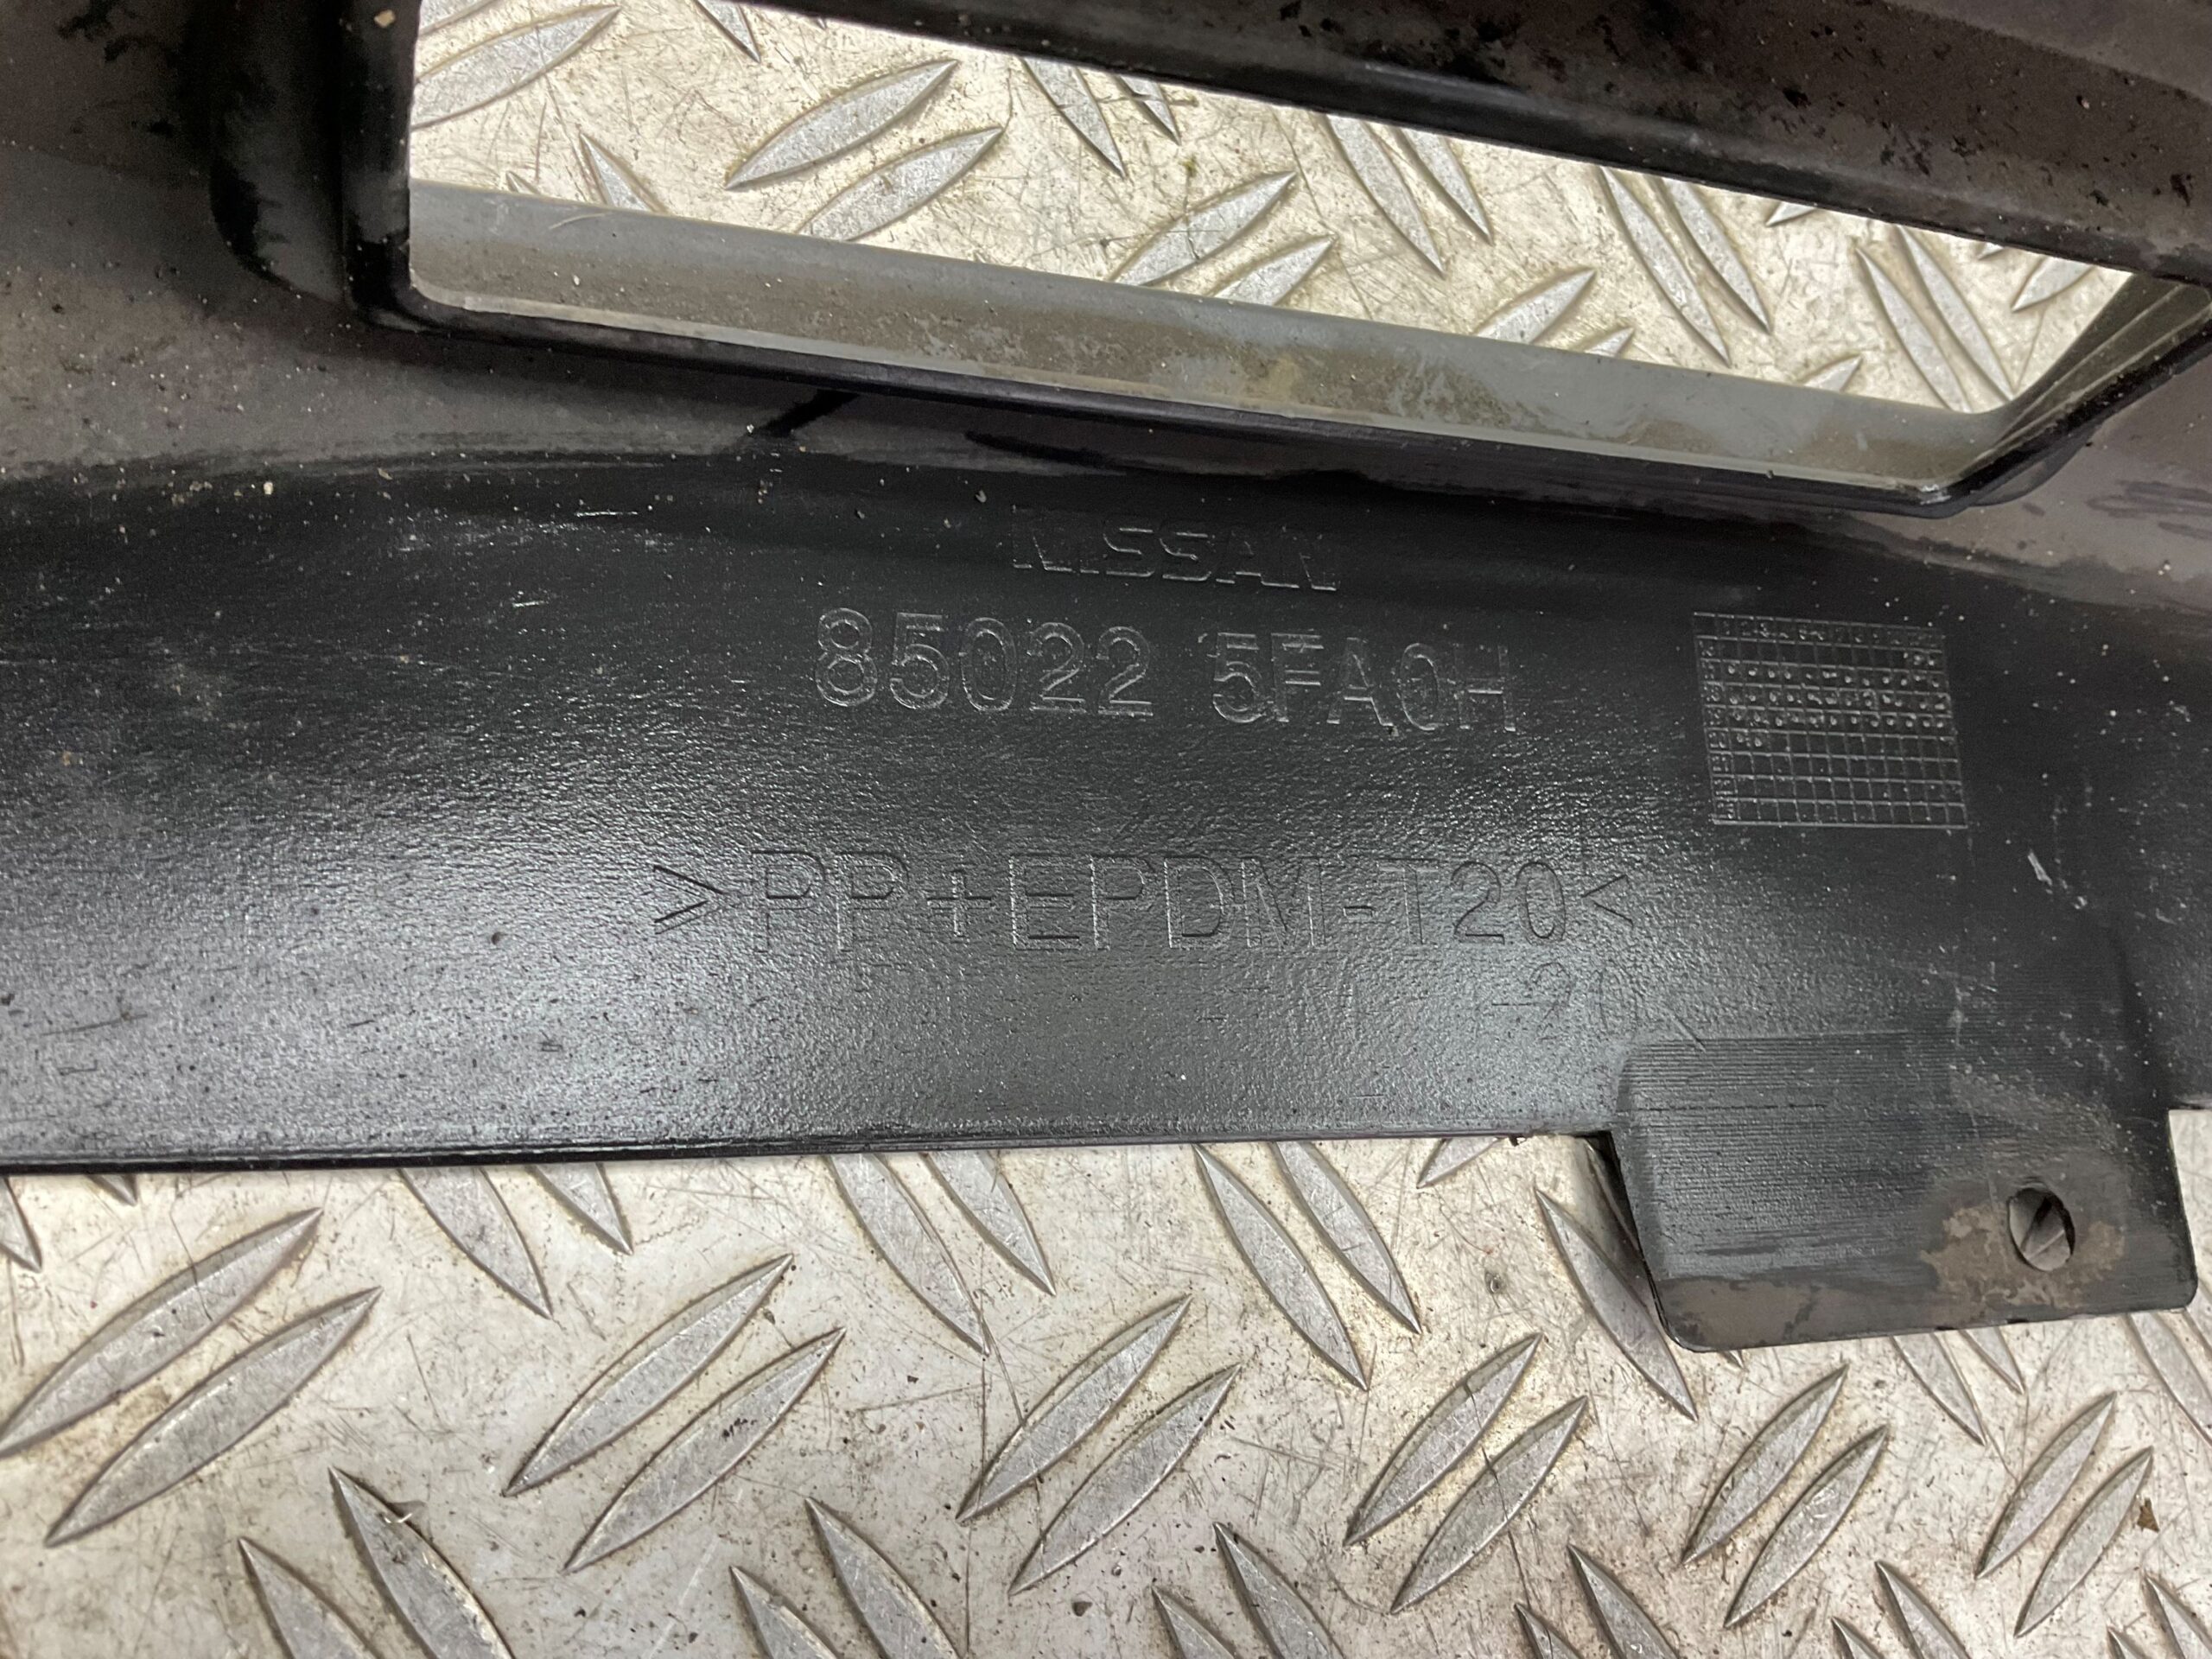 NISSAN
85022 5FA0H
>PP+EPDM-T20<